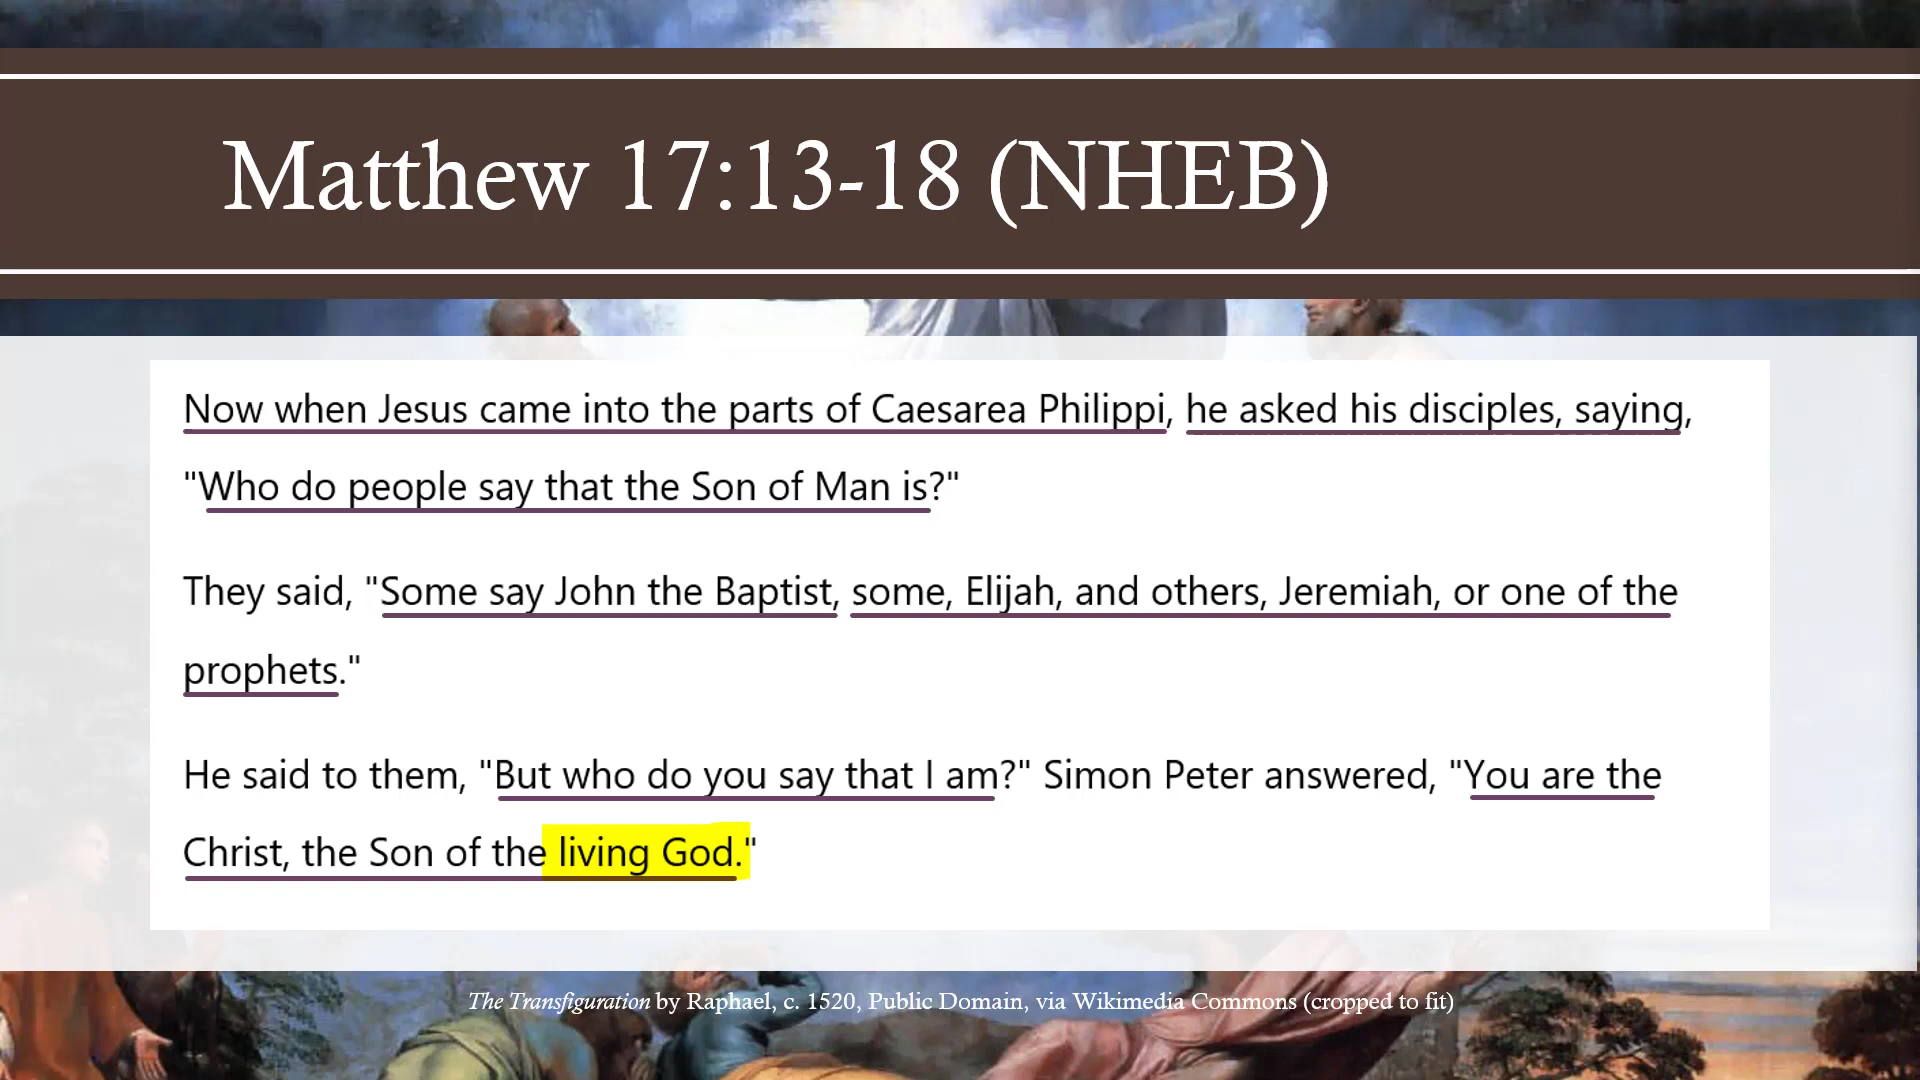 Matthew 17:13-18 (NHEB)
Now when Jesus came into the parts of Caesarea Philippi, he asked his disciples, saying,
"Who do people say that the Son of Man is?"
They said, "Some say John the Baptist, some, Elijah, and others, Jeremiah, or one of the
prophets."
He said to them, "But who do you say that I am?" Simon Peter answered, "You are the
Christ, the Son of the living God."
The Transfiguration by Raphael, c. 1520, Public Domain, via Wikimedia Commons (cropped to fit)